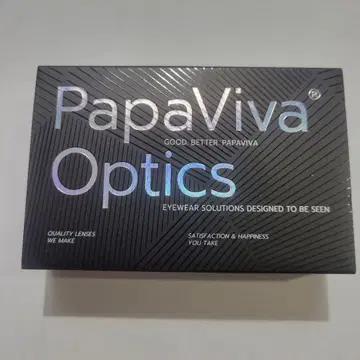 PapaViva®
GOOD. BETTER. PAPAVIVA
Optics
EYEWEAR SOLUTIONS DESIGNED TO BE SEEN
QUALITY LENSES
WE MAKE
SATISFACTION & HAPPINESS
YOU TAKE